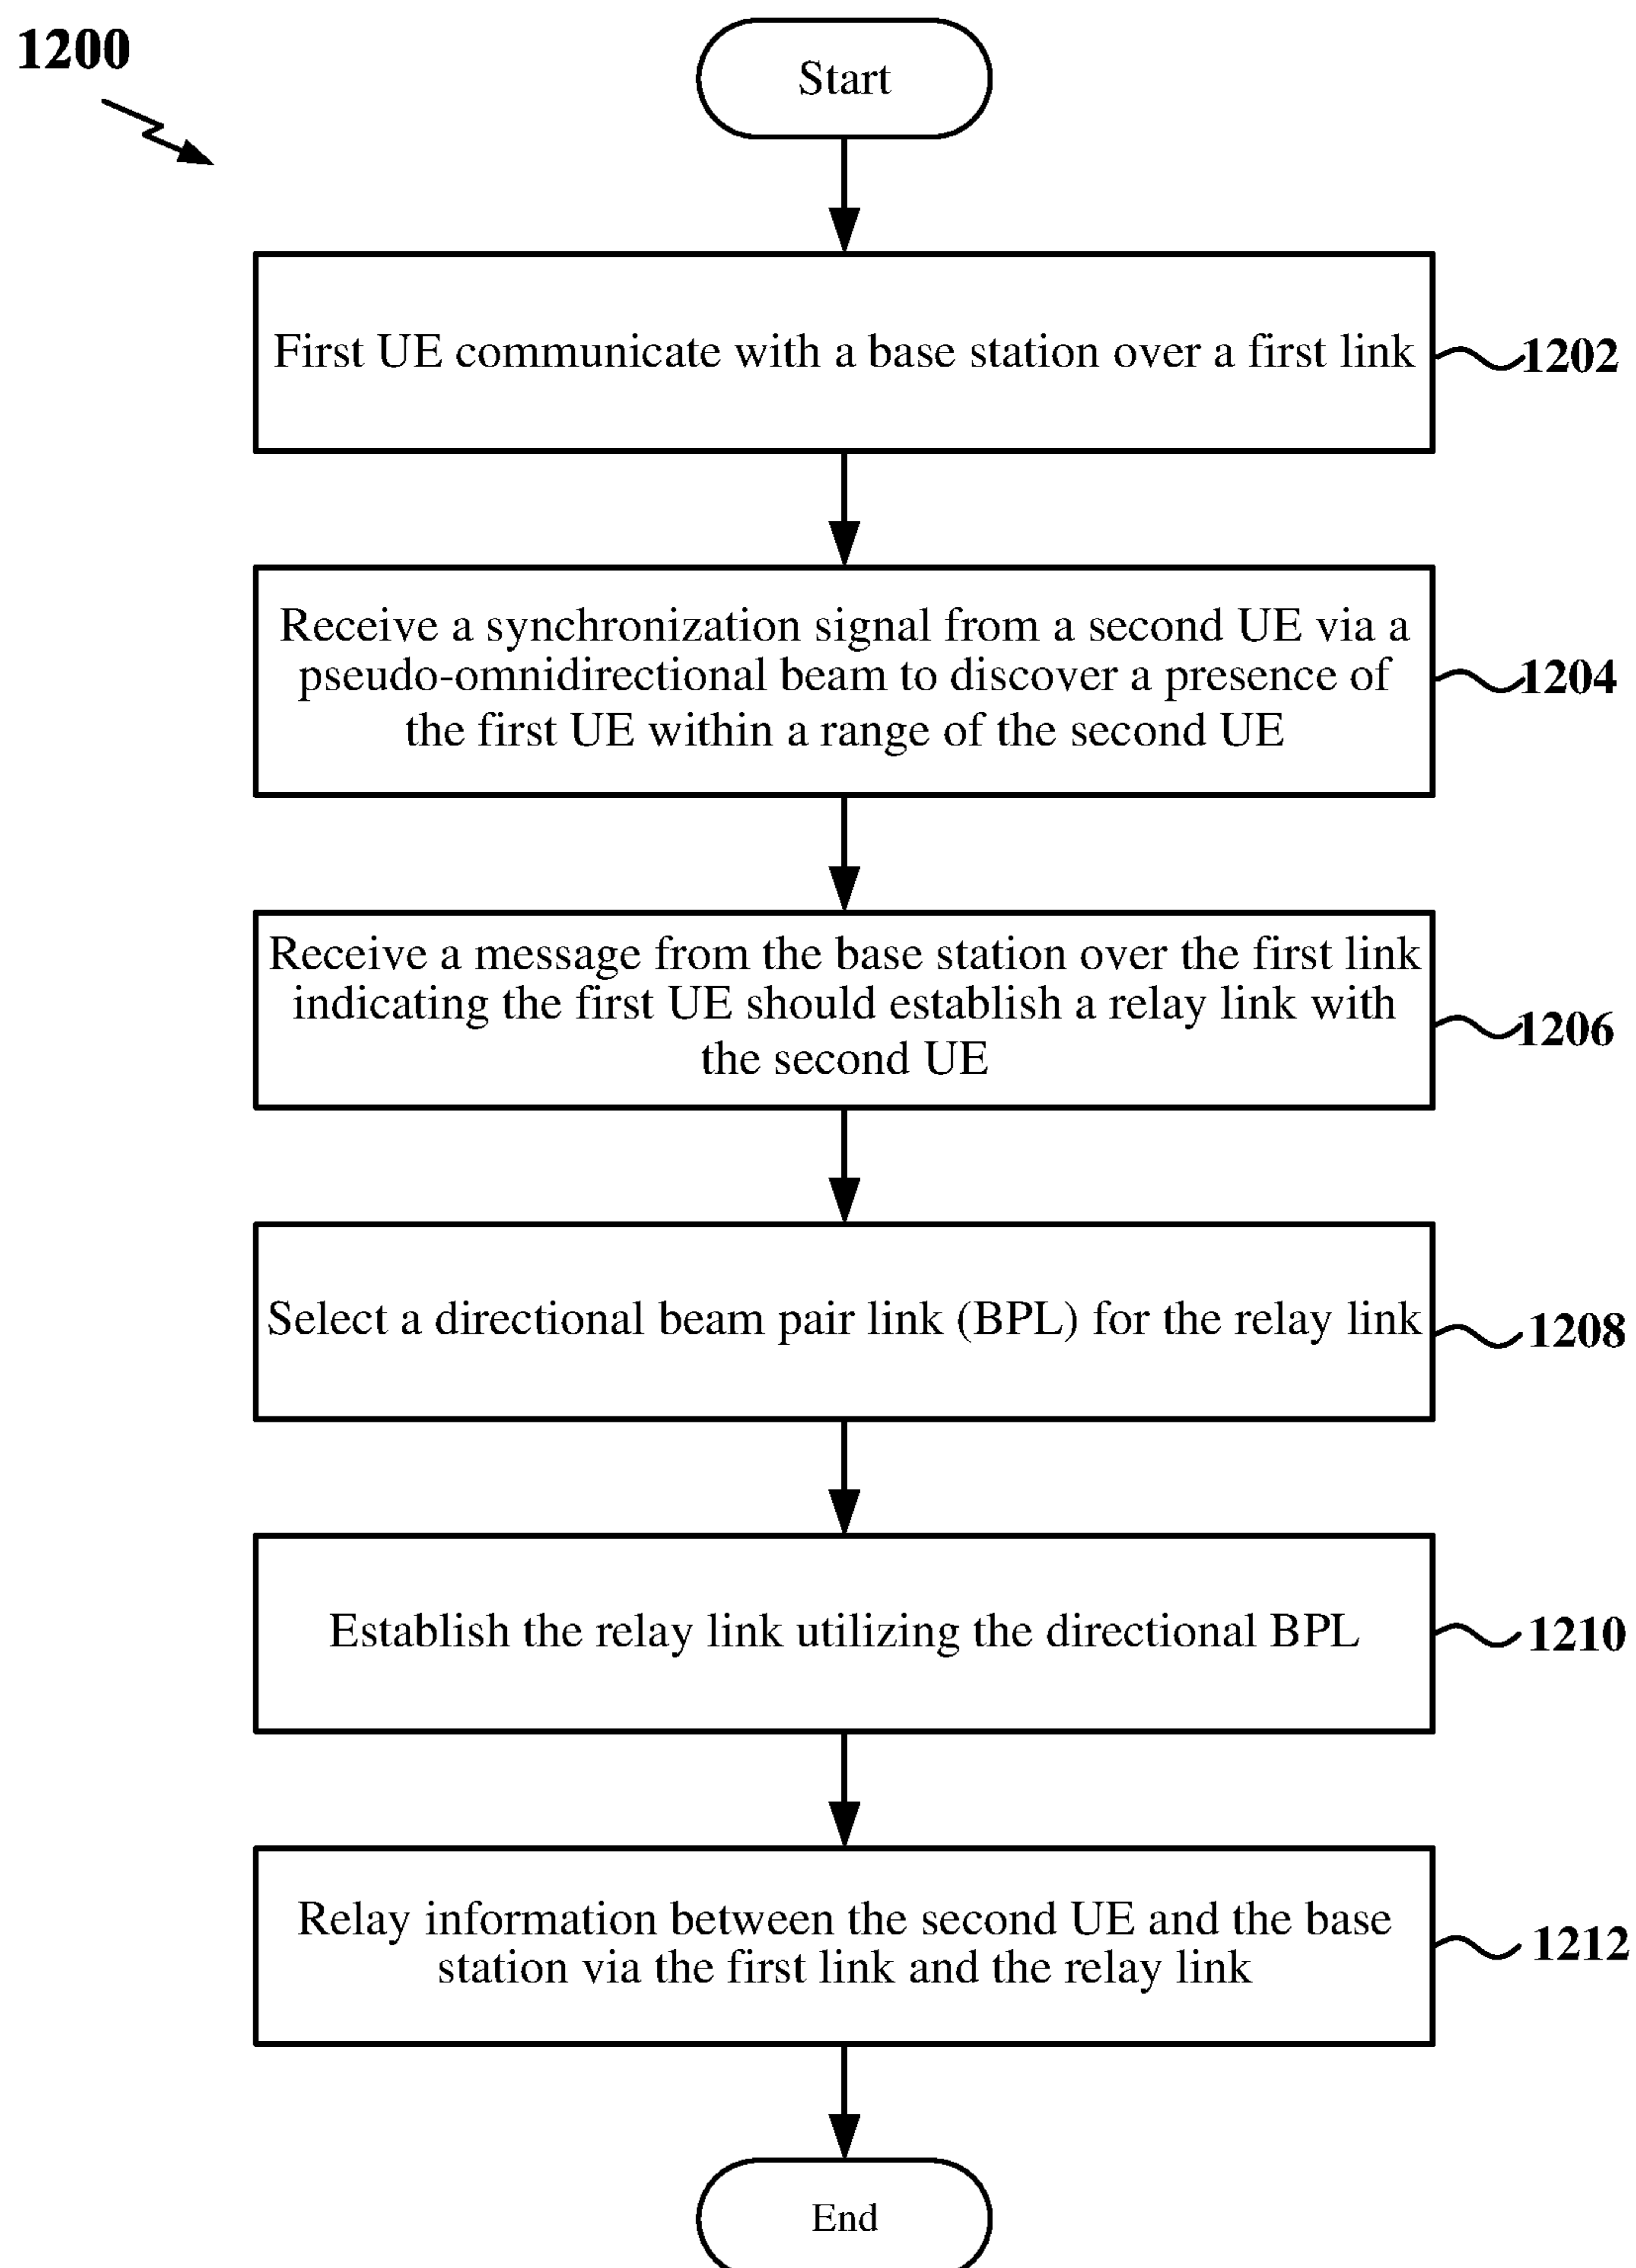 1200
Start
First UE communicate with a base station over a first link
1202
Receive a synchronization signal from a second UE via a
pseudo-omnidirectional beam to discover a presence of
the first UE within a range of the second UE
1204
Receive a message from the base station over the first link
indicating the first UE should establish a relay link with
the second UE
1206
Select a directional beam pair link (BPL) for the relay link
1208
Establish the relay link utilizing the directional BPL
1210
Relay information between the second UE and the base
station via the first link and the relay link
1212
End